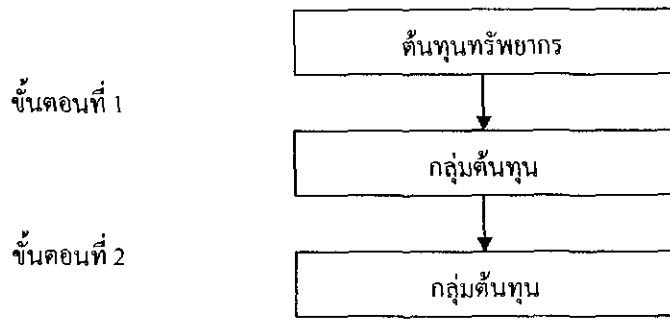 ต้นทุนทรัพยากร
ขั้นตอนที่ 1
กลุ่มต้นทุน
ขั้นตอนที่ 2
กลุ่มต้นทุน